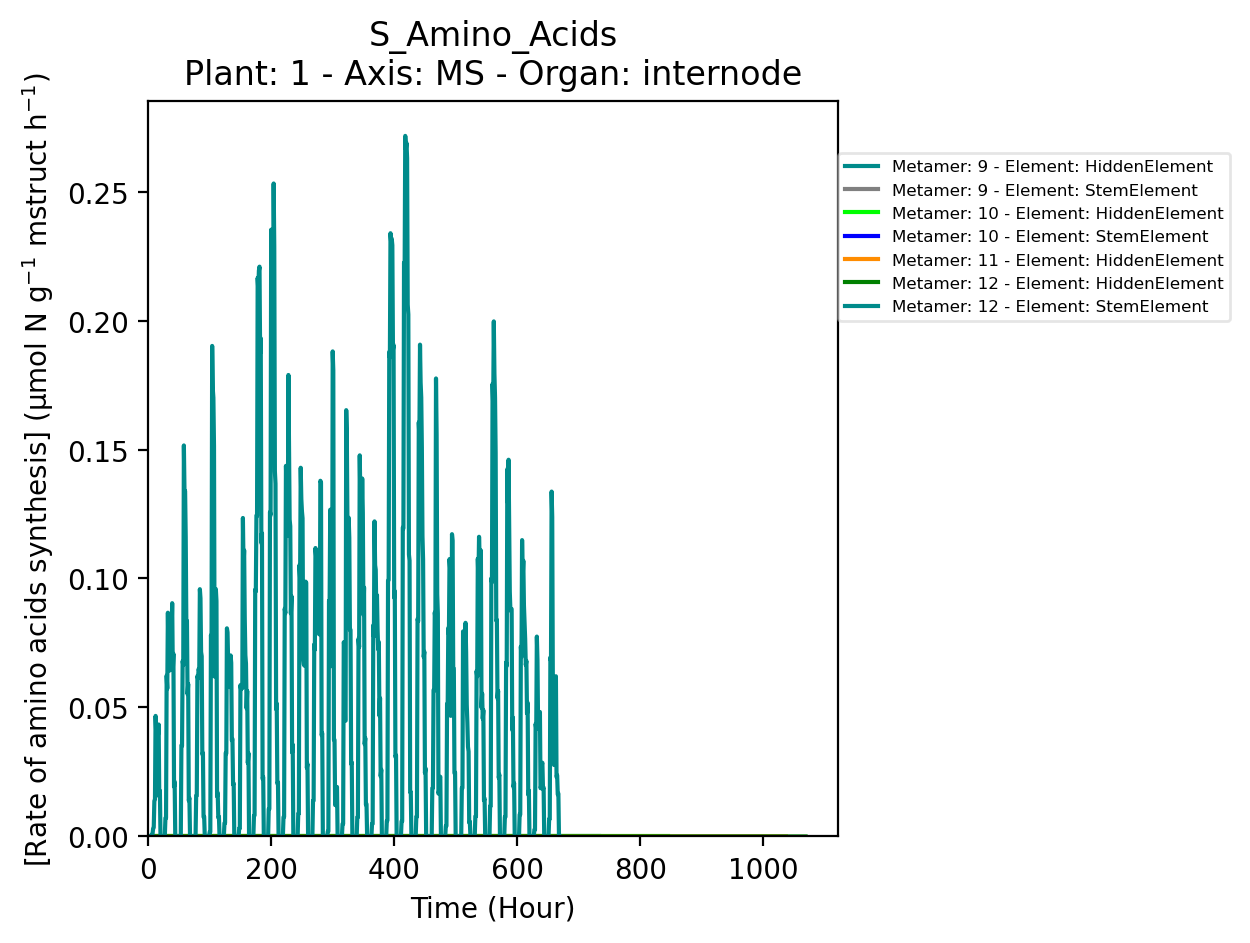 S_Amino_Acids
Plant: 1 - Axis: MS - Organ: internode
[Rate of amino acids synthesis] (µmol N g⁻¹ mstruct h⁻¹)
0.25
0.20
0.15
0.10
0.05
0.00
0 200 400 600 800 1000
Time (Hour)
Metamer: 9 - Element: HiddenElement
Metamer: 9 - Element: StemElement
Metamer: 10 - Element: HiddenElement
Metamer: 10 - Element: StemElement
Metamer: 11 - Element: HiddenElement
Metamer: 12 - Element: HiddenElement
Metamer: 12 - Element: StemElement